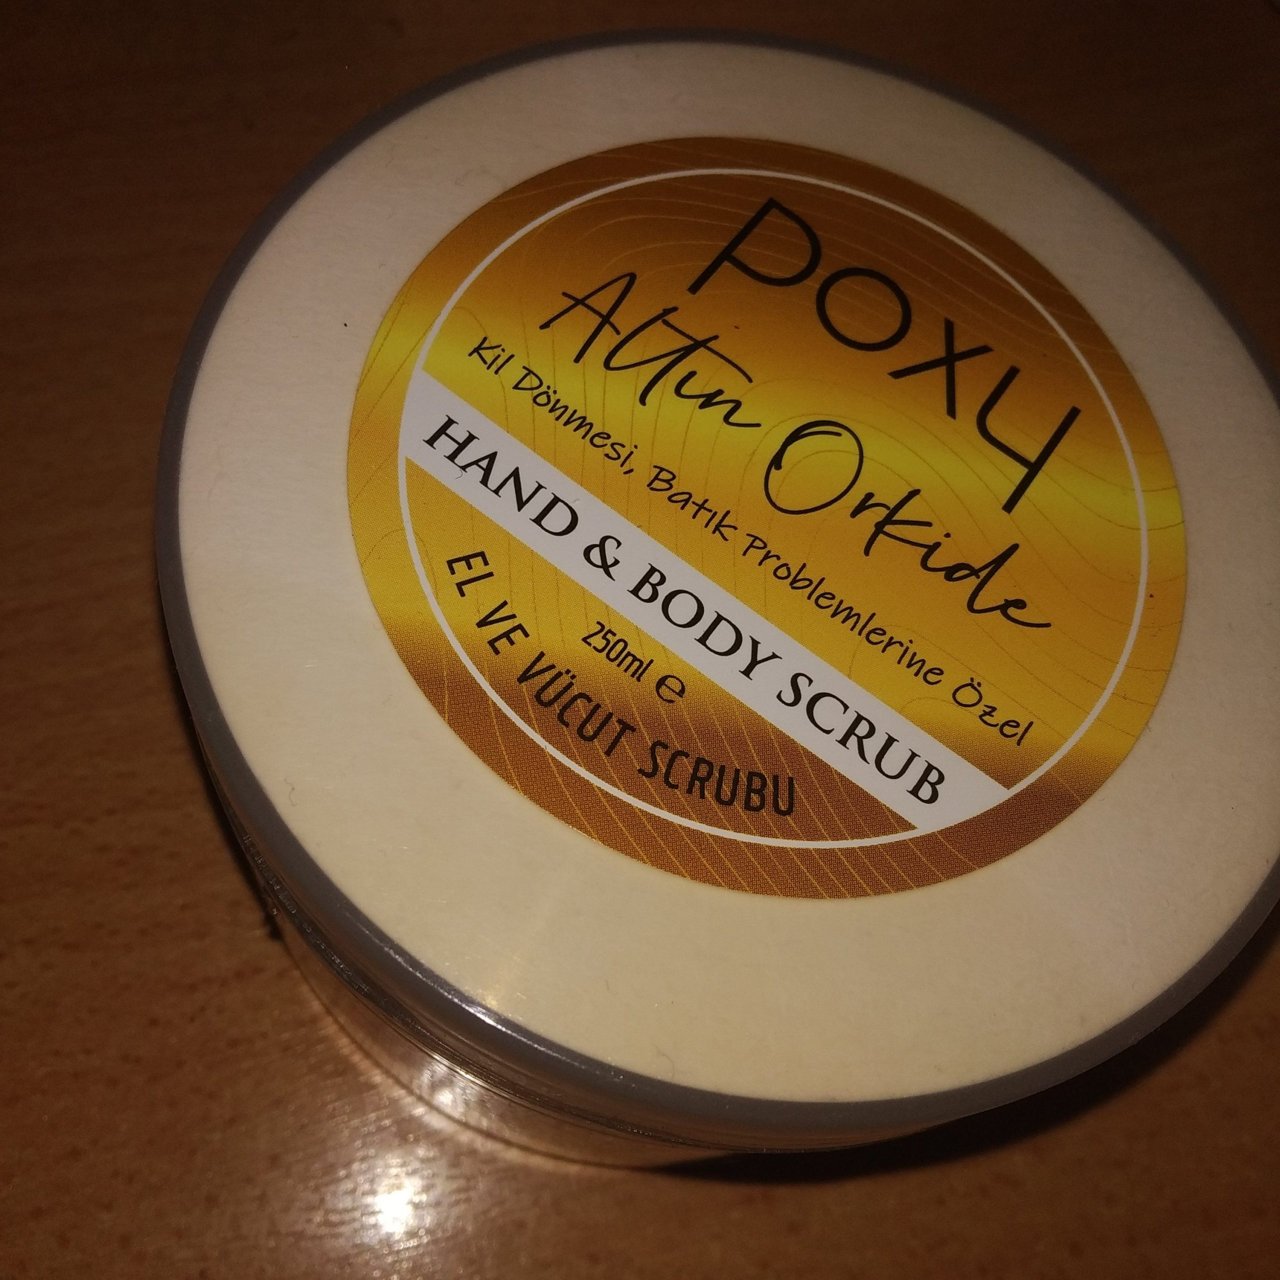 POXY
Altın Orkide
Kil Dönmesi, Batık Problemlerine Özel
HAND & BODY SCRUB
250ml e
EL VE VÜCUT SCRUBU